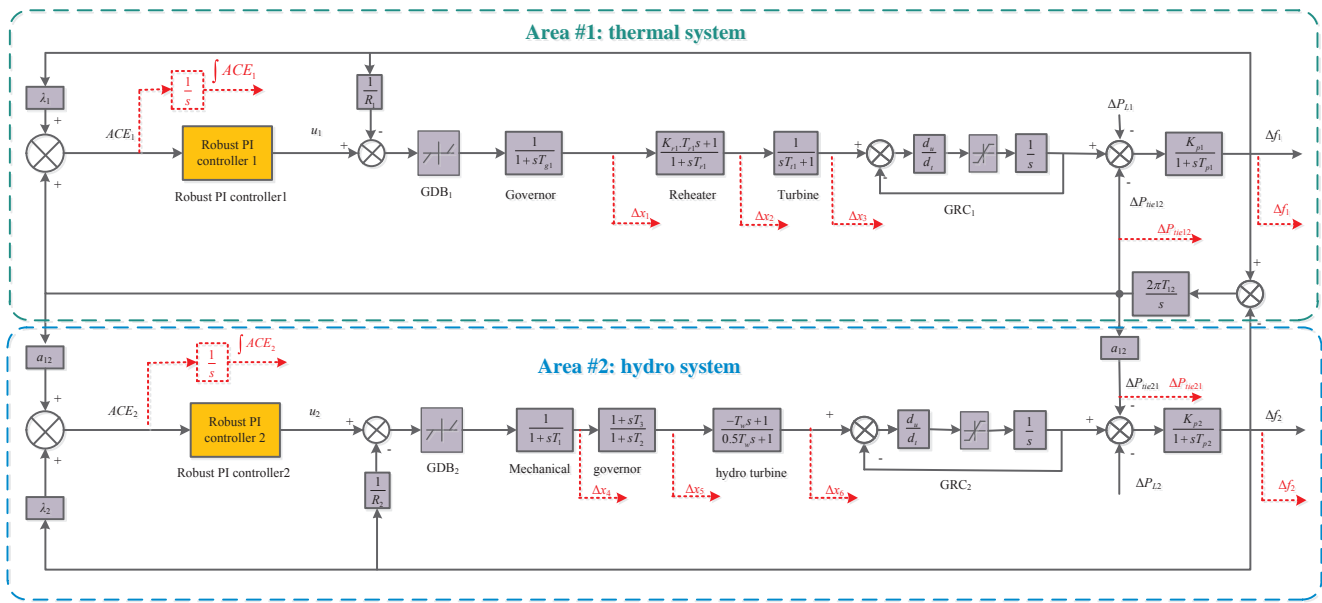 Area #1: thermal system
λ1
+
+
ACE1
1/s
∫ ACE1
Robust PI
controller 1
Robust PI controller1
u1
+
-
1/R1
GDB1
1/(1+sTg1)
Governor
Δx1
(Kr1.Tr1s+1)/(1+sTr1)
Reheater
Δx2
1/(sTr1+1)
Turbine
Δx3
+
-
du/dt
1/s
GRC1
ΔPL1
+
-
-
ΔPtie12
ΔPtie12
Kp1/(1+sTp1)
Δf1
Δf1
2πT12/s
+
-
Area #2: hydro system
a12
+
+
λ2
ACE2
1/s
∫ ACE2
Robust PI
controller 2
Robust PI controller2
u2
+
-
1/R2
GDB2
1/(1+sT1)
Mechanical
Δx4
(1+sT3)/(1+sT2)
governor
Δx5
(-Tws+1)/(0.5Tws+1)
hydro turbine
Δx6
+
-
du/dt
1/s
GRC2
a12
ΔPtie21
ΔPtie21
+
-
-
ΔPL2
Kp2/(1+sTp2)
Δf2
Δf2